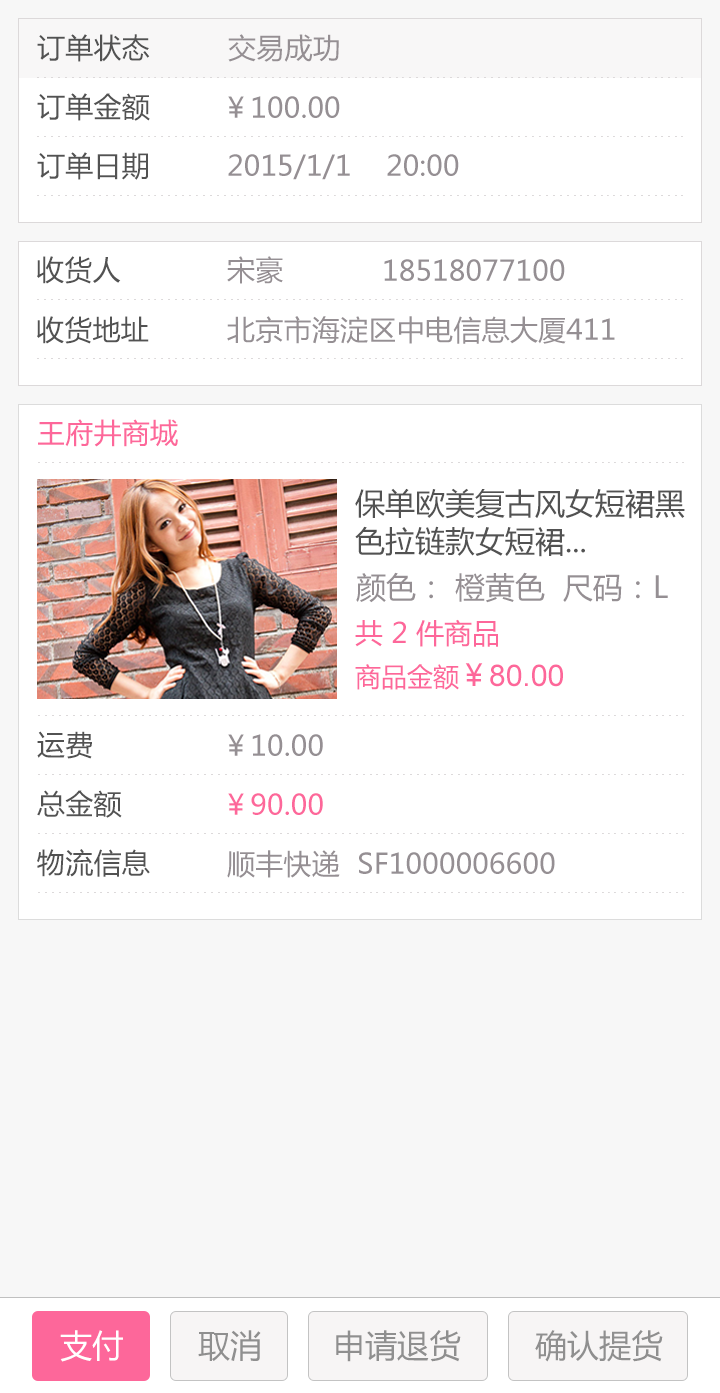 订单状态 交易成功
订单金额 ¥ 100.00
订单日期 2015/1/1 20:00
收货人 宋豪 18518077100
收货地址 北京市海淀区中电信息大厦411
王府井商城
保单欧美复古风女短裙黑
色拉链款女短裙...
颜色： 橙黄色 尺码：L
共 2 件商品
商品金额 ¥ 80.00
运费 ¥ 10.00
总金额 ¥ 90.00
物流信息 顺丰快递 SF1000006600
支付 取消 申请退货 确认提货